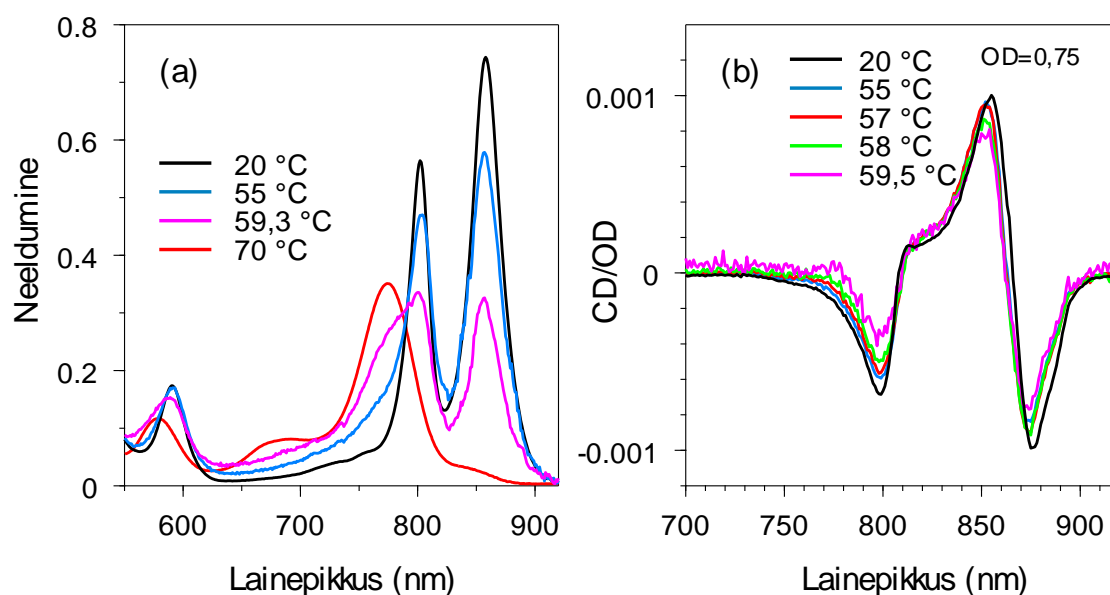 (a)
20 °C
55 °C
59,3 °C
70 °C
Needumine
0.8
0.6
0.4
0.2
0
600
700
800
900
Lainepikkus (nm)
(b)
20 °C
55 °C
57 °C
58 °C
59,5 °C
OD=0,75
CD/OD
0.001
0
-0.001
700
750
800
850
900
Lainepikkus (nm)